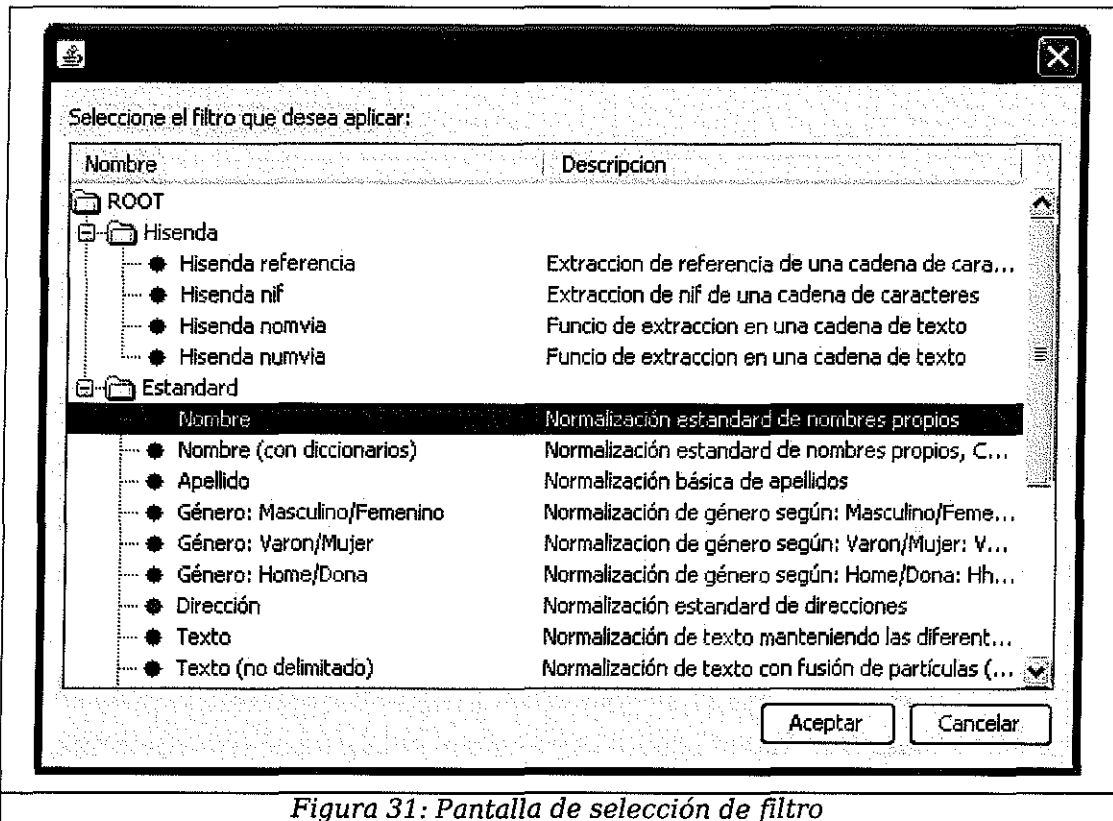 Seleccione el filtro que desea aplicar:
Nombre Descripcion
ROOT
Hisenda
Hisenda referencia Extraccion de referencia de una cadena de cara...
Hisenda nif Extraccion de nif de una cadena de caracteres
Hisenda nomvia Funcio de extraccion en una cadena de texto
Hisenda numvia Funcio de extraccion en una cadena de texto
Estandard
Nombre Normalización estandard de nombres propios
Nombre (con diccionarios) Normalización estandard de nombres propios, C...
Apellido Normalización básica de apellidos
Género: Masculino/Femenino Normalización de género según: Masculino/Feme...
Género: Varon/Mujer Normalizacion de género según: Varon/Mujer: V...
Género: Home/Dona Normalización de género según: Home/Dona: Hh...
Dirección Normalización estandard de direcciones
Texto Normalización de texto manteniendo las diferent...
Texto (no delimitado) Normalización de texto con fusión de partículas (...
Aceptar Cancelar
Figura 31: Pantalla de selección de filtro